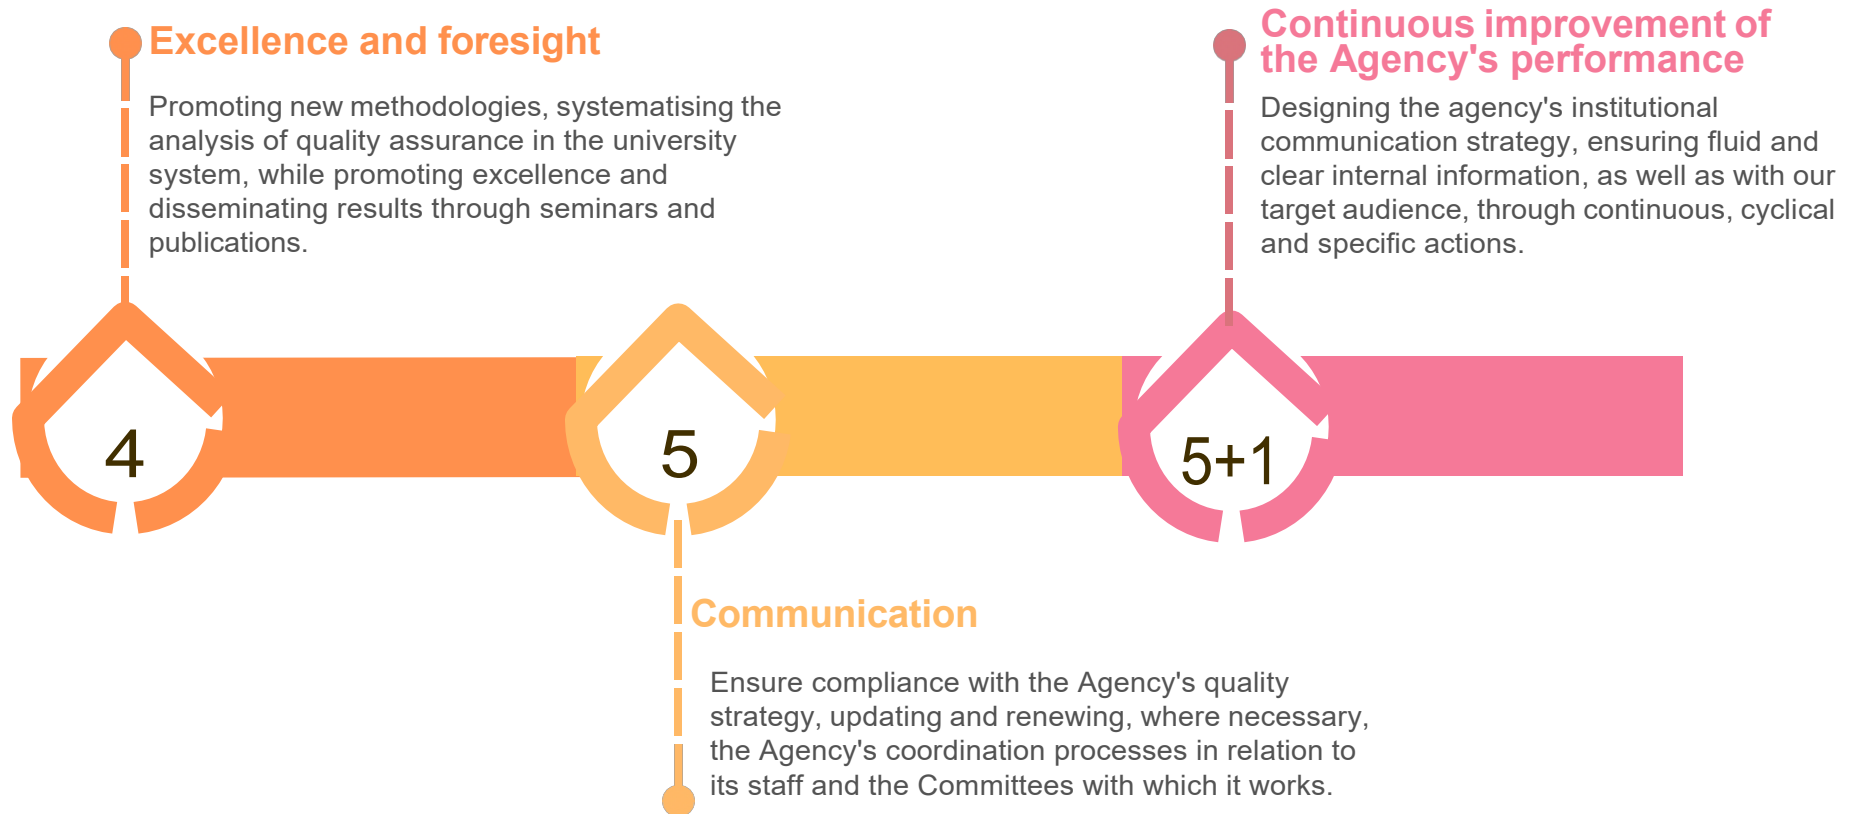 Excellence and foresight
Promoting new methodologies, systematising the
analysis of quality assurance in the university
system, while promoting excellence and
disseminating results through seminars and
publications.
Continuous improvement of
the Agency's performance
Designing the agency's institutional
communication strategy, ensuring fluid and
clear internal information, as well as with our
target audience, through continuous, cyclical
and specific actions.
4
5
5+1
Communication
Ensure compliance with the Agency's quality
strategy, updating and renewing, where necessary,
the Agency's coordination processes in relation to
its staff and the Committees with which it works.